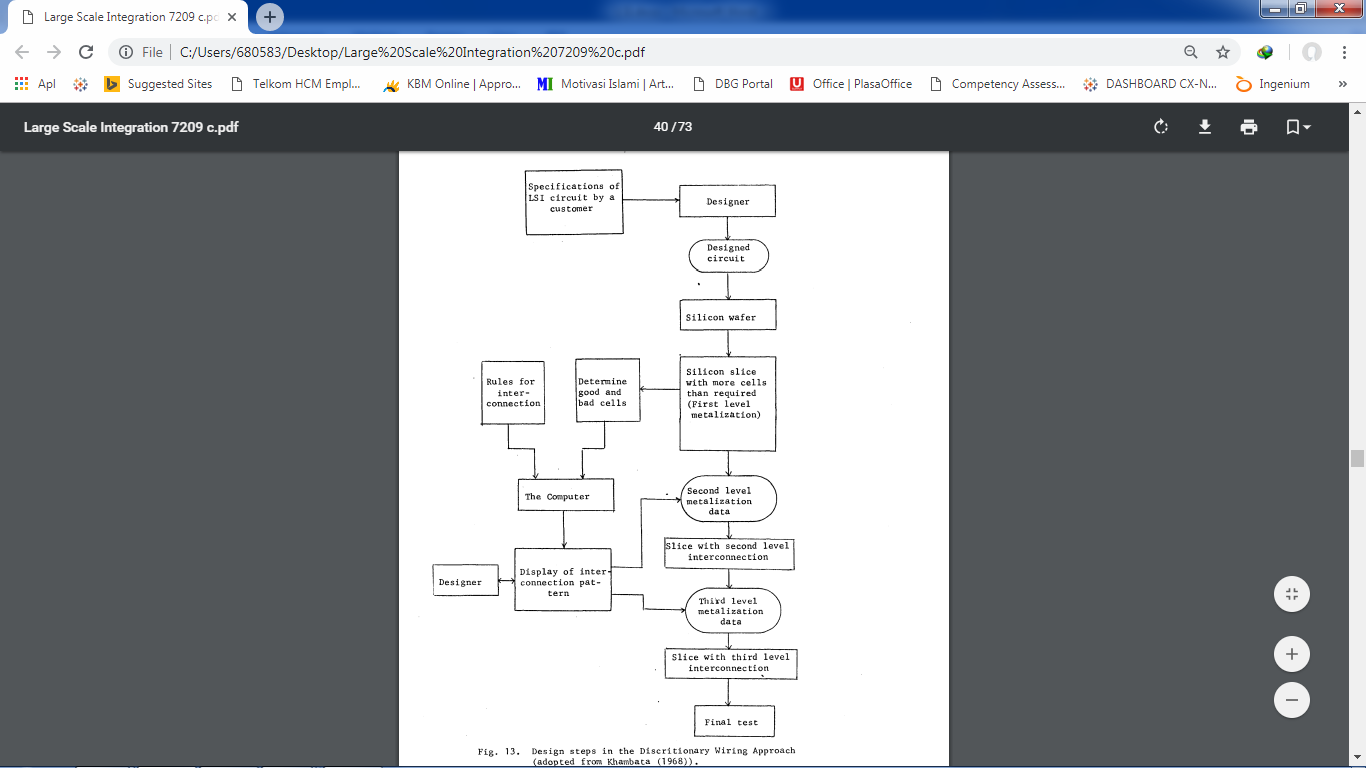 Large Scale Integration 7209 c.pd
File
C:/Users/680583/Desktop/Large%20Scale%20Integration%207209%20c.pdf
Apl
Suggested Sites
Telkom HCM Empl...
KBM Online | Appro...
MI
Motivasi Islami | Art...
DBG Portal
Office | PlasaOffice
Competency Assess...
DASHBOARD CX-N...
Ingenium
»
Large Scale Integration 7209 c.pdf
40 / 73
Specifications of
LSI circuit by a
customer
Designer
Designed
circuit
Silicon wafer
Rules for
inter-
connection
Determine
good and
bad cells
Silicon slice
with more cells
than required
(First level
metalization)
The Computer
Second level
metalization
data
Slice with second level
interconnection
Designer
Display of inter-
connection pat-
tern
Third level
metalization
data
Slice with third level
interconnection
Final test
Fig. 13. Design steps in the Discritionary Wiring Approach
(adopted from Khambata (1968)).